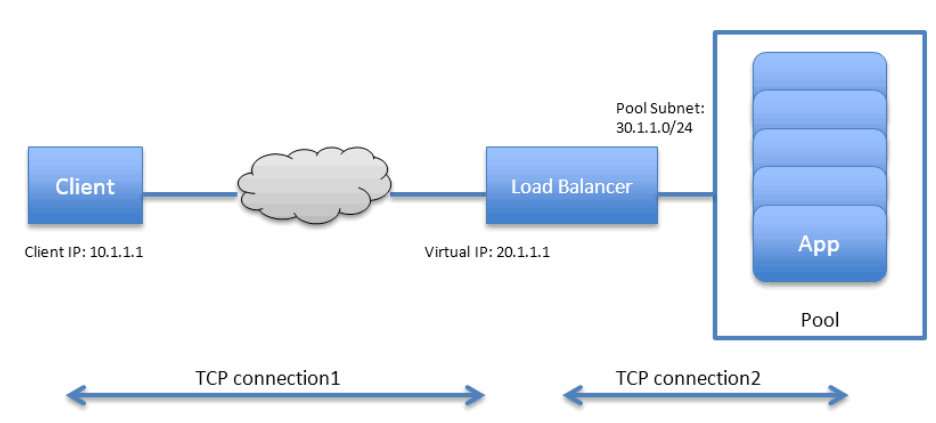 Pool Subnet:
30.1.1.0/24
Client
Load Balancer
App
Client IP: 10.1.1.1
Virtual IP: 20.1.1.1
Pool
TCP connection1
TCP connection2